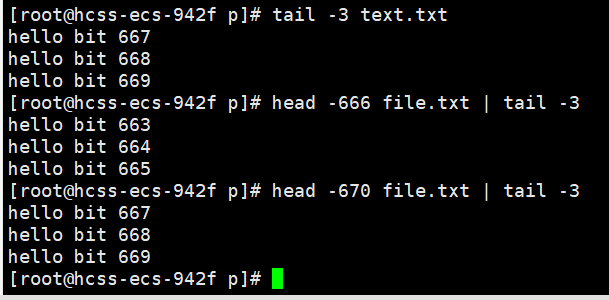 [root@hcss-ecs-942f p]# tail -3 text.txt
hello bit 667
hello bit 668
hello bit 669
[root@hcss-ecs-942f p]# head -666 file.txt | tail -3
hello bit 663
hello bit 664
hello bit 665
[root@hcss-ecs-942f p]# head -670 file.txt | tail -3
hello bit 667
hello bit 668
hello bit 669
[root@hcss-ecs-942f p]#